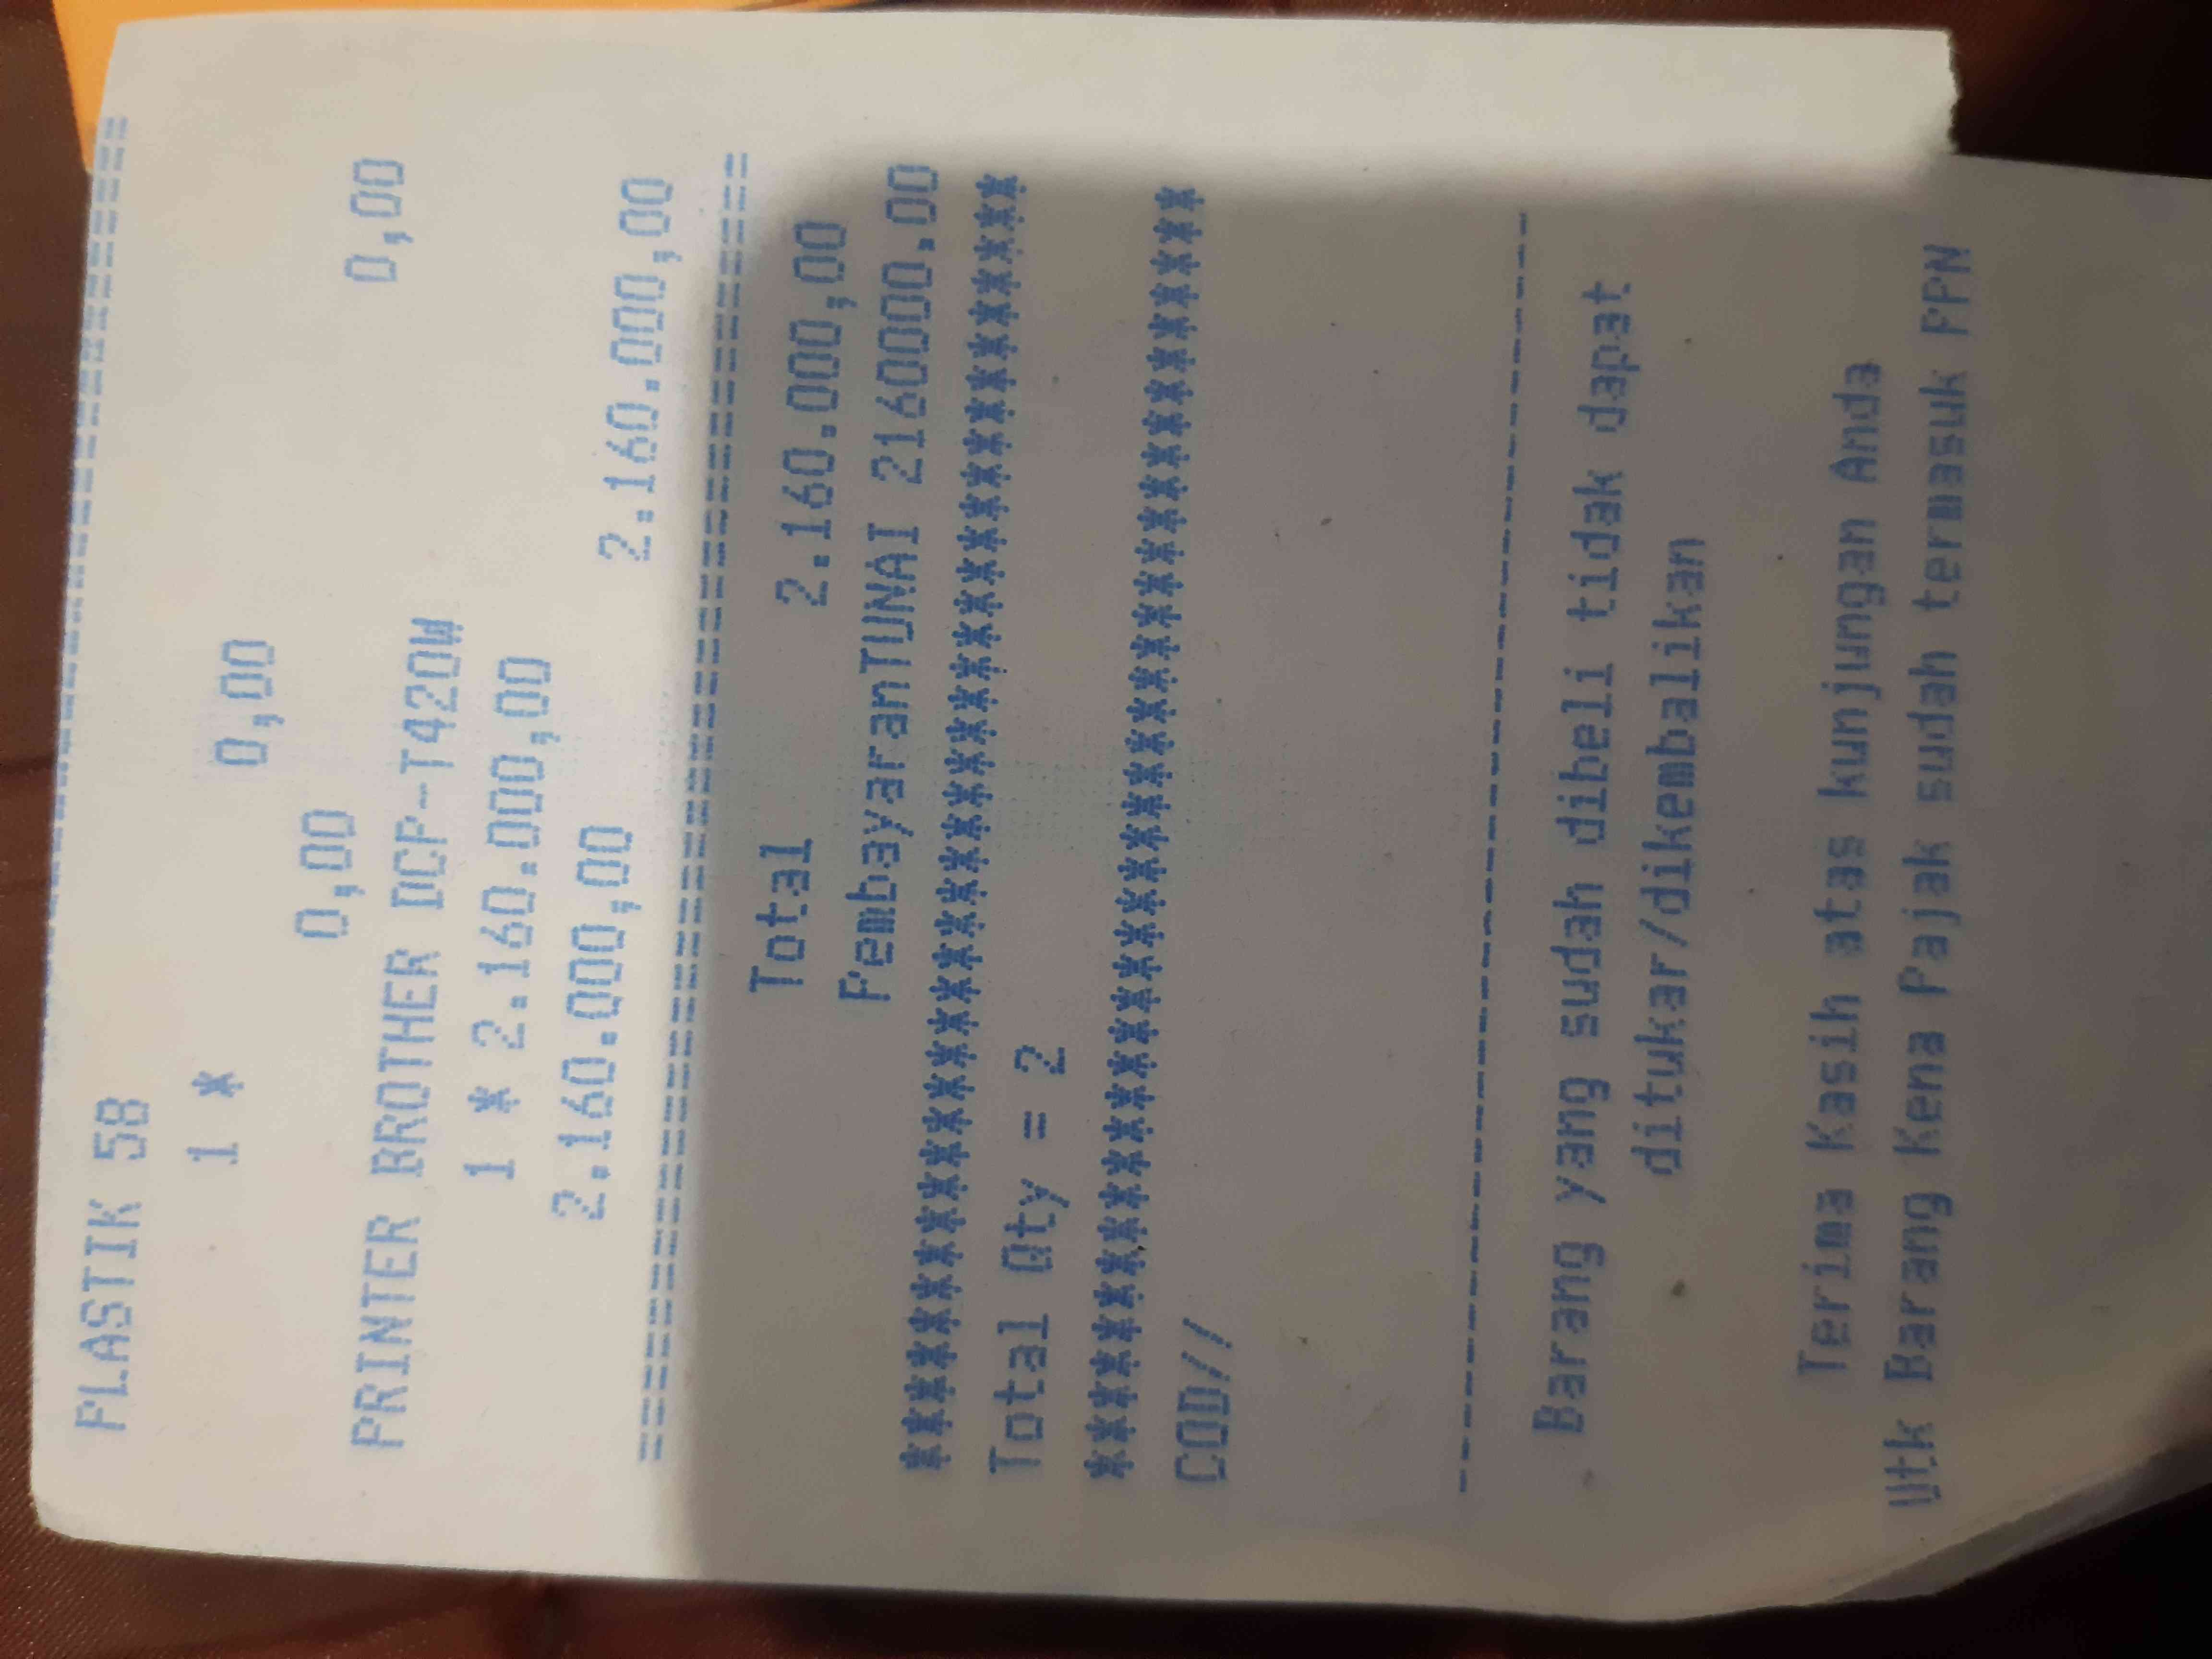 ================================
PLASTIK 58
1 * 0,00
0,00 0,00
PRINTER BROTHER DCP-T420W
1 * 2.160.000,00
2.160.000,00 2.160.000,00
================================
Total 2.160.000,00
PembayaranTUNAI 2160000.00
********************************
Total Qty = 2
********************************
COD//
--------------------------------
Barang yang sudah dibeli tidak dapat
ditukar/dikembalikan
Terima Kasih atas kunjungan Anda
Utk Barang Kena Pajak sudah termasuk PPN